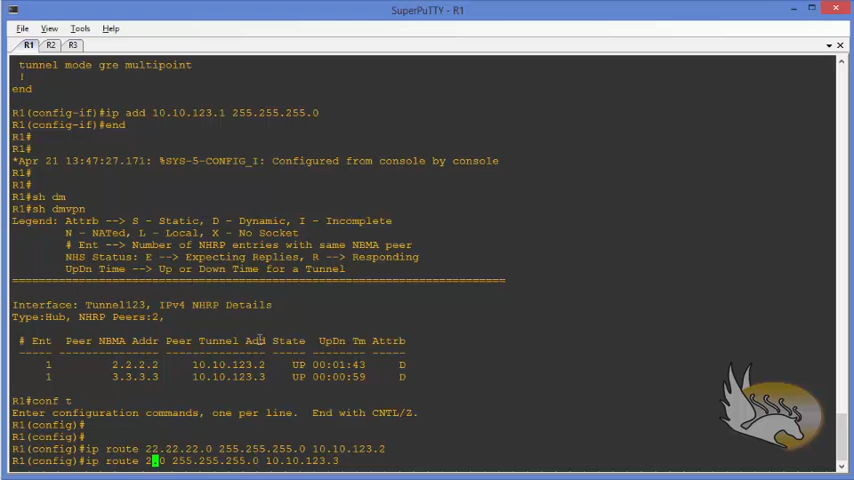 SuperPuTTY - R1
File View Tools Help
R1 R2 R3
tunnel mode gre multipoint
!
end
R1(config-if)#ip add 10.10.123.1 255.255.255.0
R1(config-if)#end
R1#
R1#
*Apr 21 13:47:27.171: %SYS-5-CONFIG_I: Configured from console by console
R1#
R1#
R1#sh dm
R1#sh dmvpn
Legend: Attrb --> S - Static, D - Dynamic, I - Incomplete
N - NATed, L - Local, X - No Socket
# Ent --> Number of NHRP entries with same NBMA peer
NHS Status: E --> Expecting Replies, R --> Responding
UpDn Time --> Up or Down Time for a Tunnel
==========================================================================
Interface: Tunnel123, IPv4 NHRP Details
Type:Hub, NHRP Peers:2,
# Ent Peer NBMA Addr Peer Tunnel Add State UpDn Tm Attrb
----- --------------- --------------- ----- -------- -----
1 2.2.2.2 10.10.123.2 UP 00:01:43 D
1 3.3.3.3 10.10.123.3 UP 00:00:59 D
R1#conf t
Enter configuration commands, one per line. End with CNTL/Z.
R1(config)#
R1(config)#
R1(config)#ip route 22.22.22.0 255.255.255.0 10.10.123.2
R1(config)#ip route 2.0 255.255.255.0 10.10.123.3